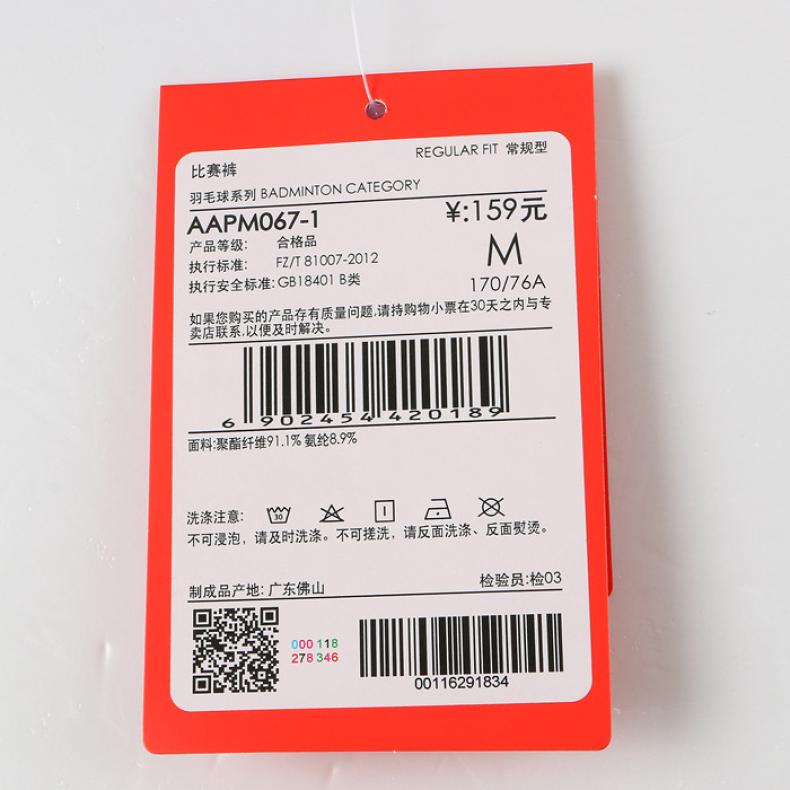 REGULAR FIT 常规型
比赛裤
羽毛球系列 BADMINTON CATEGORY
AAPM067-1 ¥:159元
产品等级: 合格品
M
执行标准: FZ/T 81007-2012
执行安全标准:GB18401 B类 170/76A
如果您购买的产品存有质量问题,请持购物小票在30天之内与专
卖店联系,以便及时解决。
6 902454 420189
面料:聚酯纤维91.1% 氨纶8.9%
洗涤注意: 30
不可浸泡，请及时洗涤。不可搓洗，请反面洗涤、反面熨烫。
制成品产地: 广东佛山 检验员:检03
000 118
278 346
00116291834